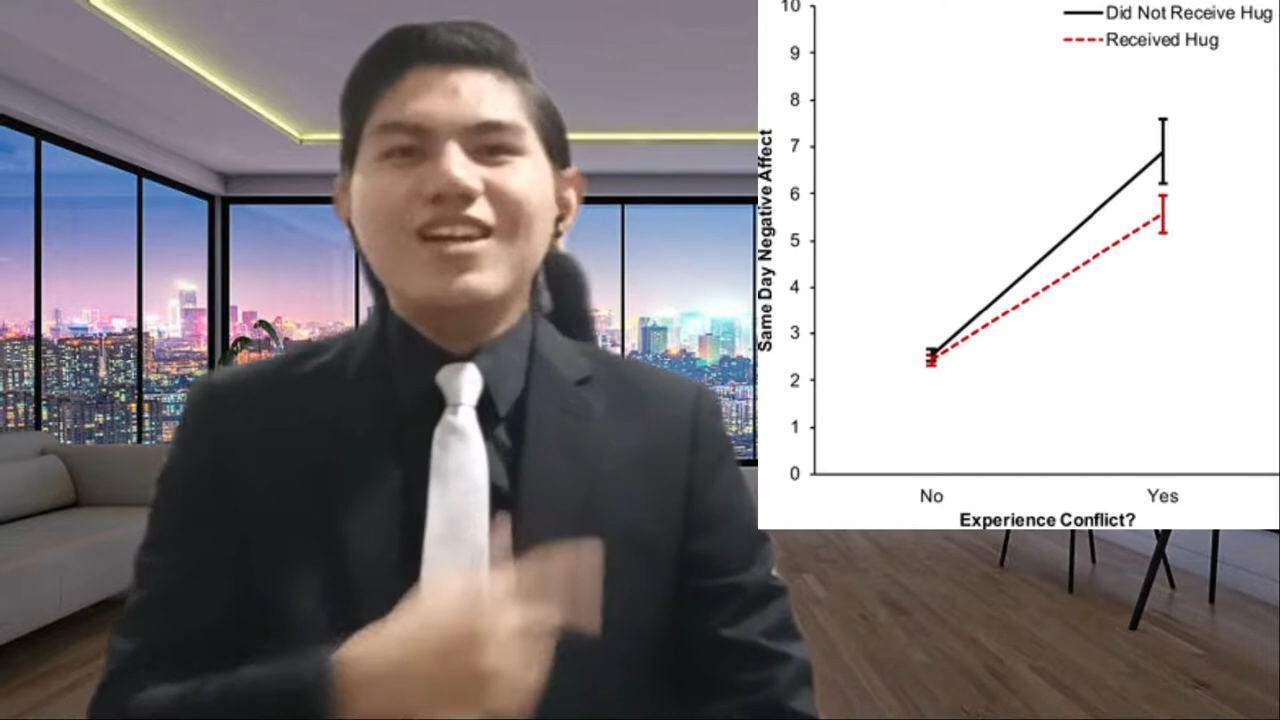 Did Not Receive Hug
Received Hug
10
9
8
7
6
5
4
3
2
1
0
Same Day Negative Affect
No
Yes
Experience Conflict?